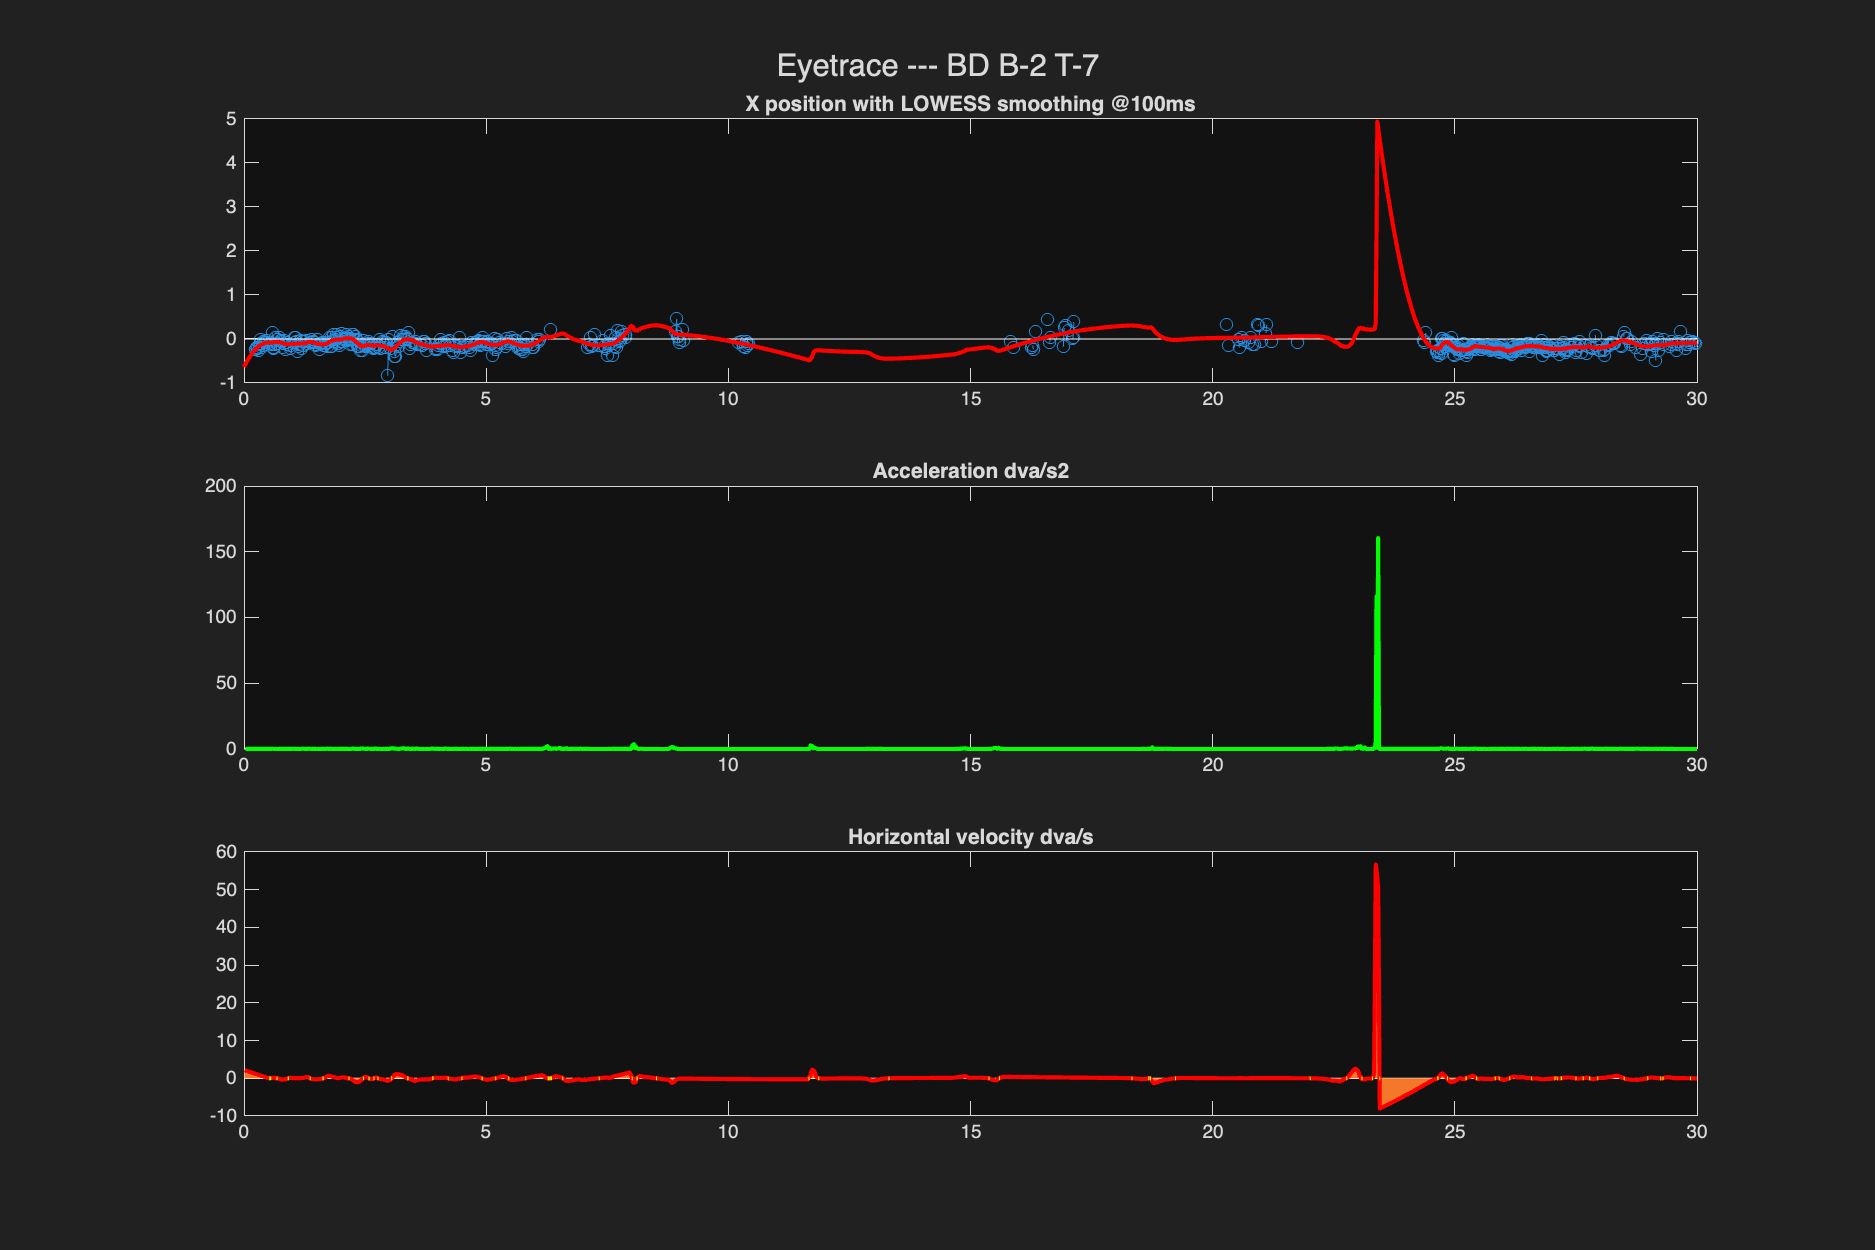 Eyetrace --- BD B-2 T-7
X position with LOWESS smoothing @100ms
5
4
3
2
1
0
-1
0 5 10 15 20 25 30
Acceleration dva/s2
200
150
100
50
0
0 5 10 15 20 25 30
Horizontal velocity dva/s
60
50
40
30
20
10
0
-10
0 5 10 15 20 25 30